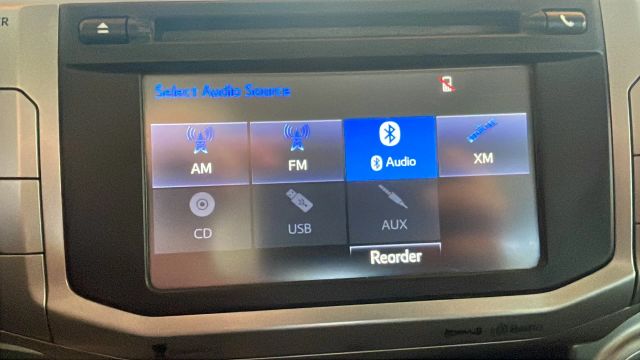 Select Audio Source
AM
FM
Audio
XM
CD
USB
AUX
Reorder